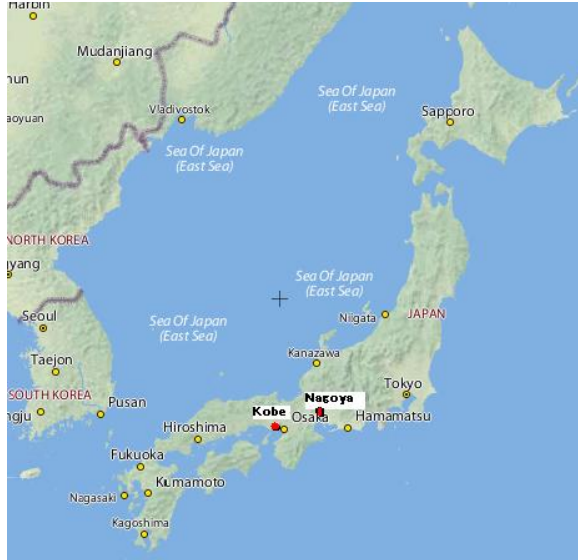 Harbin
Mudanjiang
hun
aoyuan
Vladivostok
Sea Of Japan
(East Sea)
Sapporo
Sea Of Japan
(East Sea)
NORTH KOREA
yang
Sea Of Japan
(East Sea)
Seoul
Sea Of Japan
(East Sea)
Niigata
JAPAN
Taejon
Kanazawa
SOUTH KOREA
Tokyo
Nagoya
Pusan
ngju
Kobe
Osaka
Hamamatsu
Hiroshima
Fukuoka
Kumamoto
Nagasaki
Kagoshima